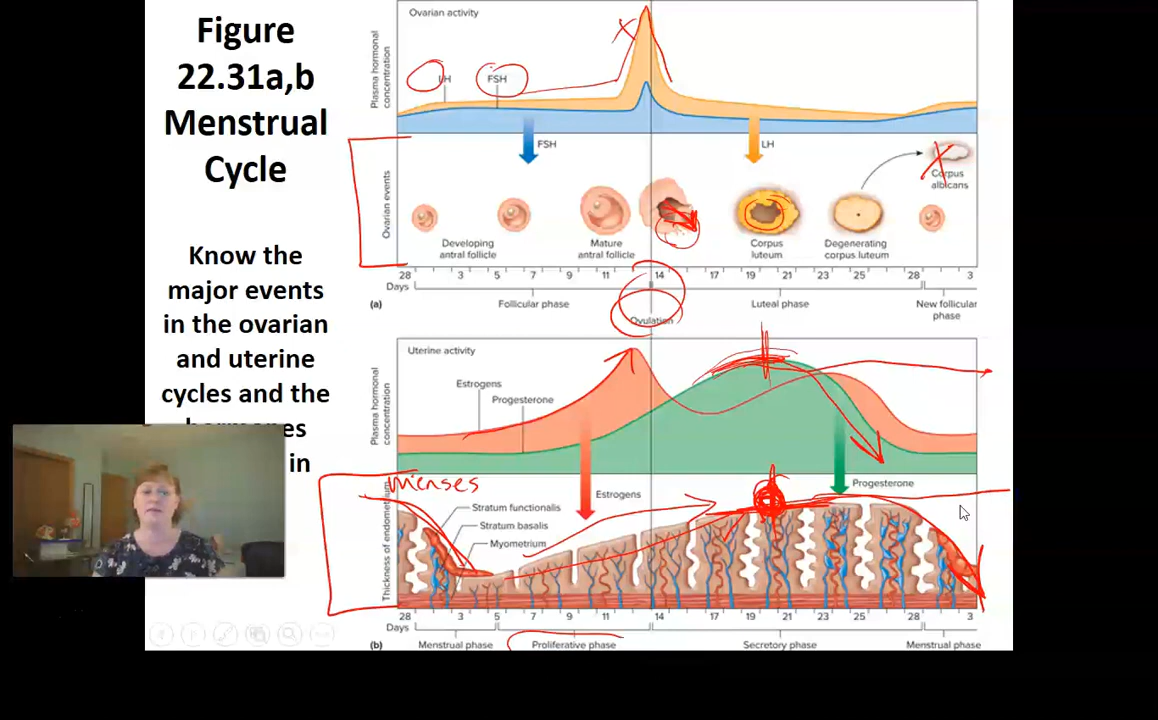 Figure
22.31a,b
Menstrual
Cycle
Know the
major events
in the ovarian
and uterine
cycles and the
in
Ovarian activity
Plasma hormonal
concentration
LH
FSH
FSH
LH
Corpus
albicans
Ovarian events
Developing
antral follicle
Mature
antral follicle
Corpus
luteum
Degenerating
corpus luteum
28 3 5 7 9 11 14 17 19 21 23 25 28 3
Days
(a)
Follicular phase
Luteal phase
New follicular
phase
Ovulation
Uterine activity
Plasma hormonal
concentration
Estrogens
Progesterone
menses
Estrogens
Progesterone
Thickness of endometrium
Stratum functionalis
Stratum basalis
Myometrium
28 3 5 7 9 11 14 17 19 21 23 25 28 3
Days
(b)
Menstrual phase
Proliferative phase
Secretory phase
Menstrual phase